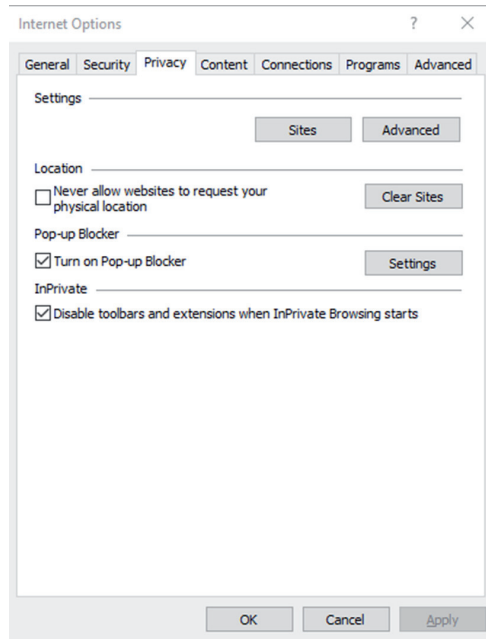 Internet Options ? ×
General Security Privacy Content Connections Programs Advanced
Settings
Sites Advanced
Location
Never allow websites to request your
physical location
Clear Sites
Pop-up Blocker
Turn on Pop-up Blocker Settings
InPrivate
Disable toolbars and extensions when InPrivate Browsing starts
OK Cancel Apply